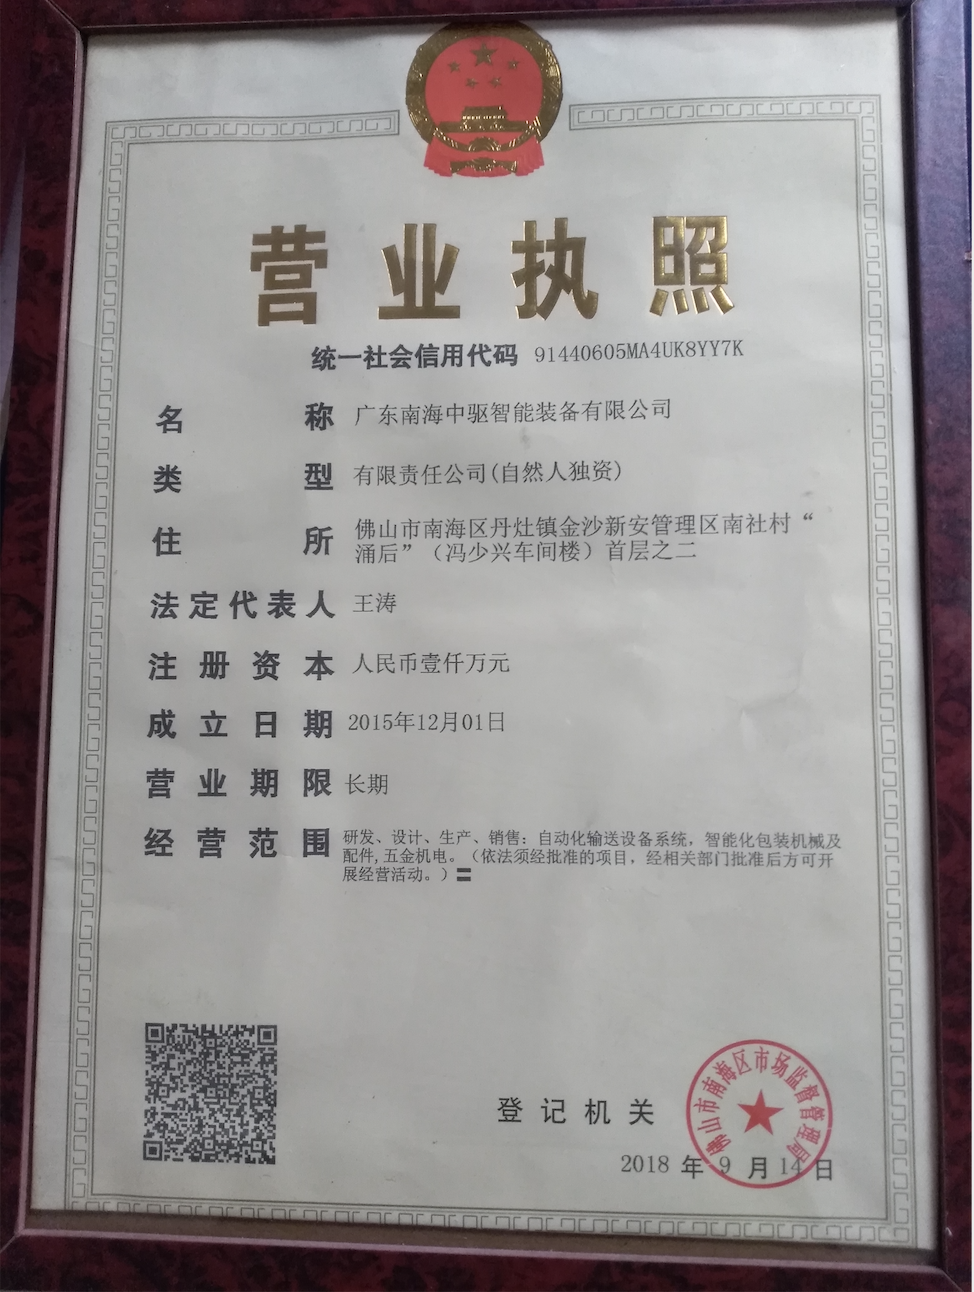 营业执照
统一社会信用代码 91440605MA4UK8YY7K
名称 广东南海中驱智能装备有限公司
类型 有限责任公司(自然人独资)
住所 佛山市南海区丹灶镇金沙新安管理区南社村“
涌后”（冯少兴车间楼）首层之二
法定代表人 王涛
注册资本 人民币壹仟万元
成立日期 2015年12月01日
营业期限 长期
经营范围 研发、设计、生产、销售：自动化输送设备系统，智能化包装机械及
配件,五金机电。（依法须经批准的项目，经相关部门批准后方可开
展经营活动。）〓
登记机关
佛山市南海区市场监督管理局
2018年9月14日